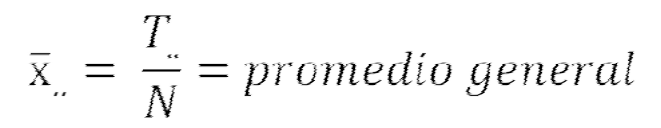 x̄.. = T.. / N = promedio general